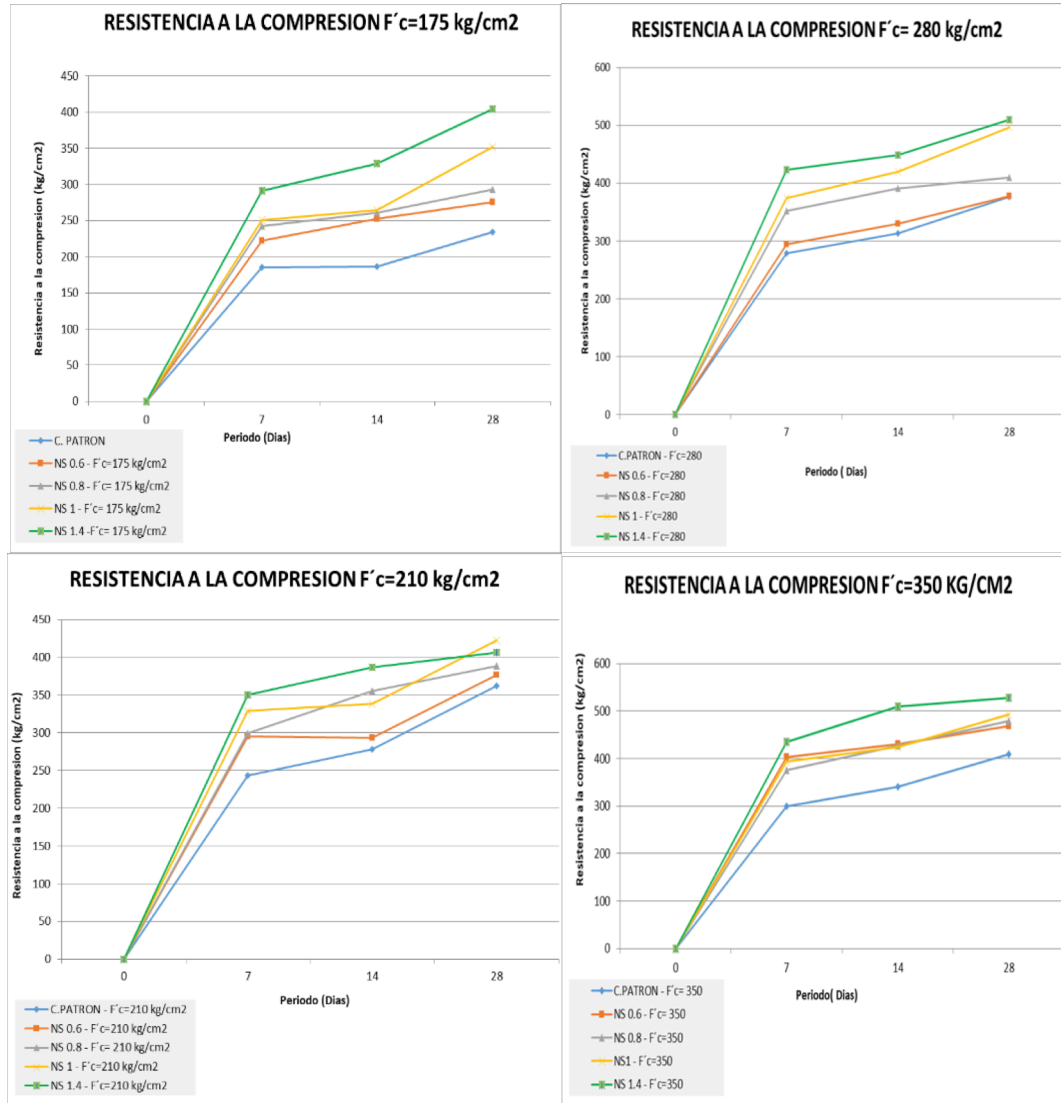 RESISTENCIA A LA COMPRESION F´c=175 kg/cm2
Resistencia a la compresion (kg/cm2)
450
400
350
300
250
200
150
100
50
0
0 7 14 28
Periodo (Dias)
C. PATRON
NS 0.6 - F´c=175 kg/cm2
NS 0.8 - F´c= 175 kg/cm2
NS 1 - F´c= 175 kg/cm2
NS 1.4 -F´c= 175 kg/cm2
RESISTENCIA A LA COMPRESION F´c= 280 kg/cm2
Resistencia a la compresion (kg/cm2)
600
500
400
300
200
100
0
0 7 14 28
Periodo ( Dias)
C.PATRON - F´c=280
NS 0.6 - F´c=280
NS 0.8 - F´c=280
NS 1 - F´c=280
NS 1.4 - F´c=280
RESISTENCIA A LA COMPRESION F´c=210 kg/cm2
Resistencia a la compresion (kg/cm2)
450
400
350
300
250
200
150
100
50
0
0 7 14 28
Periodo (Dias)
C.PATRON - F´c=210 kg/cm2
NS 0.6 - F´c=210 kg/cm2
NS 0.8 - F´c= 210 kg/cm2
NS 1 - F´c=210 kg/cm2
NS 1.4 - F´c=210 kg/cm2
RESISTENCIA A LA COMPRESION F´c=350 KG/CM2
Resistencia a la compresion (kg/cm2)
600
500
400
300
200
100
0
0 7 14 28
Periodo( Dias)
C.PATRON - F´c= 350
NS 0.6 - F´c= 350
NS 0.8 - F´c=350
NS1 - F´c=350
NS 1.4 - F´c=350